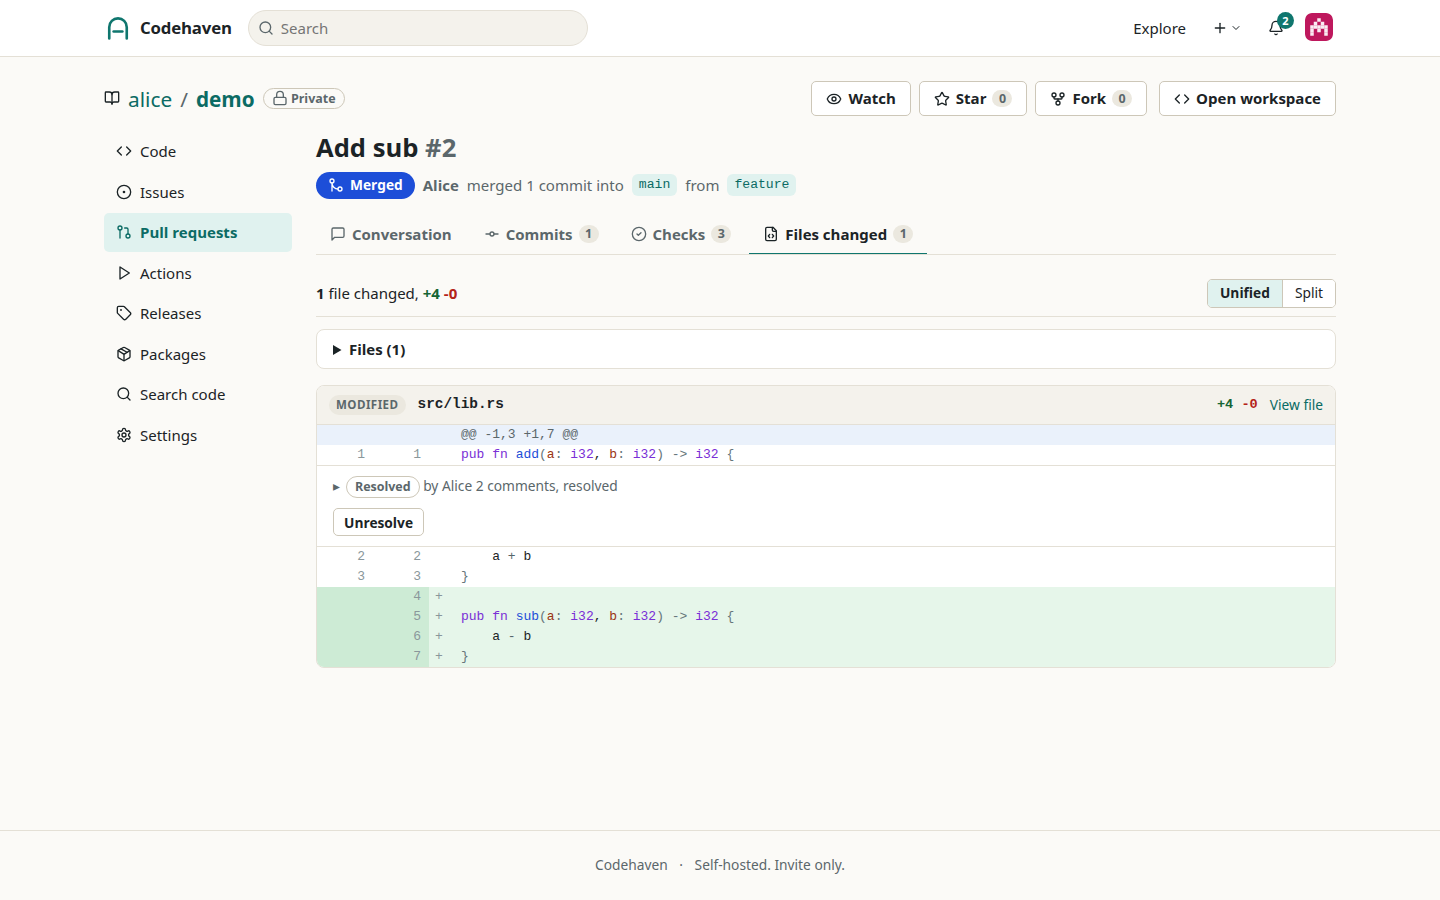 Codehaven
Search
Explore
2
alice / demo
Private
Watch
Star 0
Fork 0
Open workspace
Code
Issues
Pull requests
Actions
Releases
Packages
Search code
Settings
Add sub #2
Merged
Alice merged 1 commit into main from feature
Conversation
Commits 1
Checks 3
Files changed 1
1 file changed, +4 -0
Unified
Split
Files (1)
MODIFIED src/lib.rs
+4 -0 View file
@@ -1,3 +1,7 @@
1 1 pub fn add(a: i32, b: i32) -> i32 {
Resolved by Alice 2 comments, resolved
Unresolve
2 2 a + b
3 3 }
4 +
5 + pub fn sub(a: i32, b: i32) -> i32 {
6 + a - b
7 + }
Codehaven · Self-hosted. Invite only.